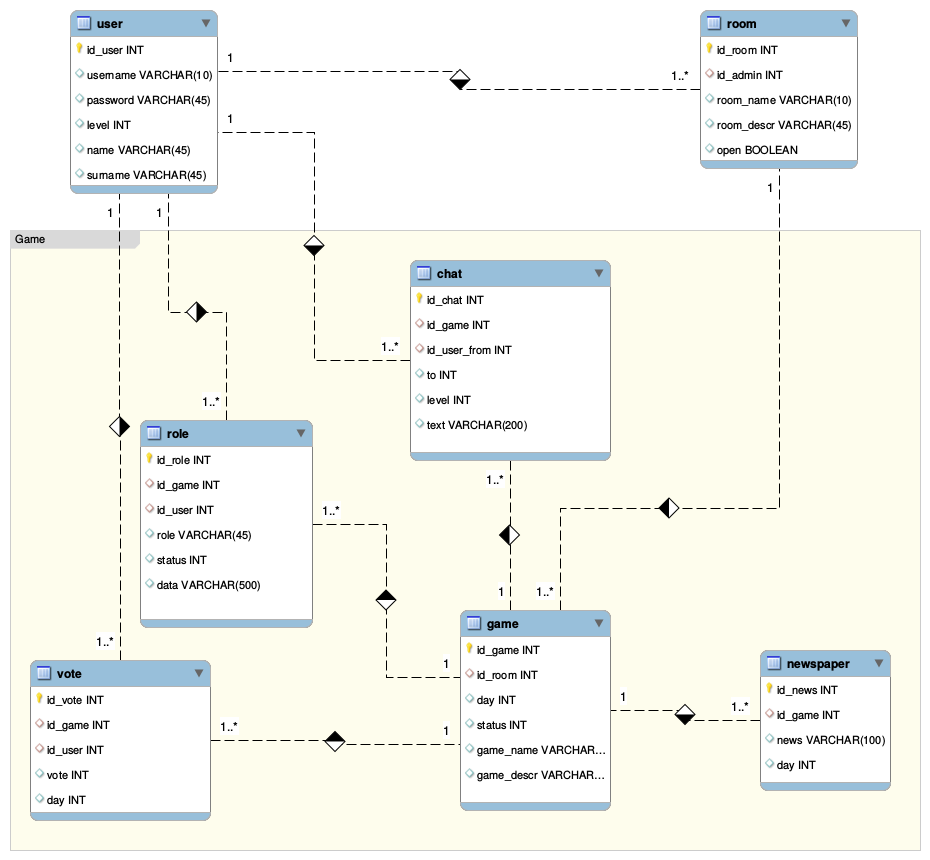 user
id_user INT
username VARCHAR(10)
password VARCHAR(45)
level INT
name VARCHAR(45)
surname VARCHAR(45)
room
id_room INT
id_admin INT
room_name VARCHAR(10)
room_descr VARCHAR(45)
open BOOLEAN
1
1..*
1
1
1
1
Game
chat
id_chat INT
id_game INT
id_user_from INT
to INT
level INT
text VARCHAR(200)
1..*
1..*
role
id_role INT
id_game INT
id_user INT
role VARCHAR(45)
status INT
data VARCHAR(500)
1..*
1..*
1
1..*
1..*
game
id_game INT
id_room INT
day INT
status INT
game_name VARCHAR...
game_descr VARCHAR...
1
vote
id_vote INT
id_game INT
id_user INT
vote INT
day INT
1..*
1
1
1..*
newspaper
id_news INT
id_game INT
news VARCHAR(100)
day INT